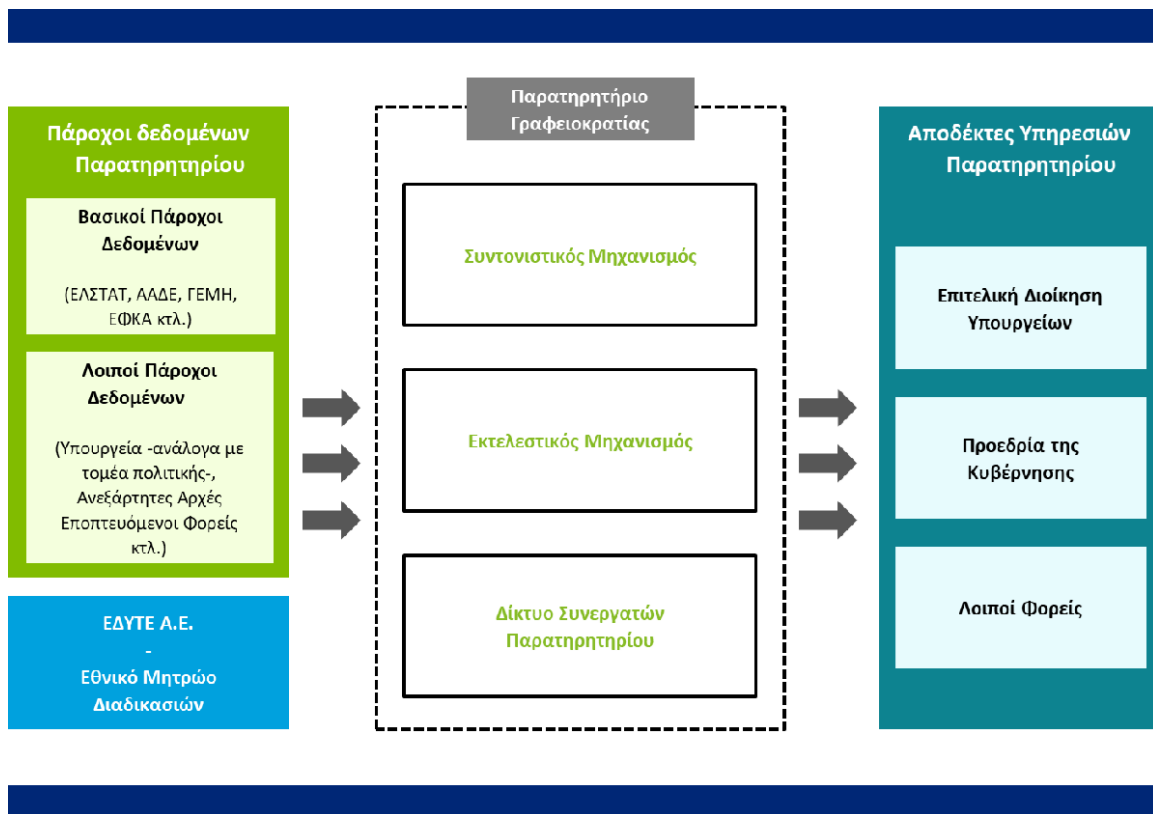 Πάροχοι δεδομένων
Παρατηρητηρίου
Βασικοί Πάροχοι
Δεδομένων
(ΕΛΣΤΑΤ, ΑΑΔΕ, ΓΕΜΗ,
ΕΦΚΑ κτλ.)
Λοιποί Πάροχοι
Δεδομένων
(Υπουργεία -ανάλογα με
τομέα πολιτικής-,
Ανεξάρτητες Αρχές
Εποπτευόμενοι Φορείς
κτλ.)
ΕΔΥΤΕ Α.Ε.
-
Εθνικό Μητρώο
Διαδικασιών
Παρατηρητήριο
Γραφειοκρατίας
Συντονιστικός Μηχανισμός
Εκτελεστικός Μηχανισμός
Δίκτυο Συνεργατών
Παρατηρητηρίου
Αποδέκτες Υπηρεσιών
Παρατηρητηρίου
Επιτελική Διοίκηση
Υπουργείων
Προεδρία της
Κυβέρνησης
Λοιποί Φορείς